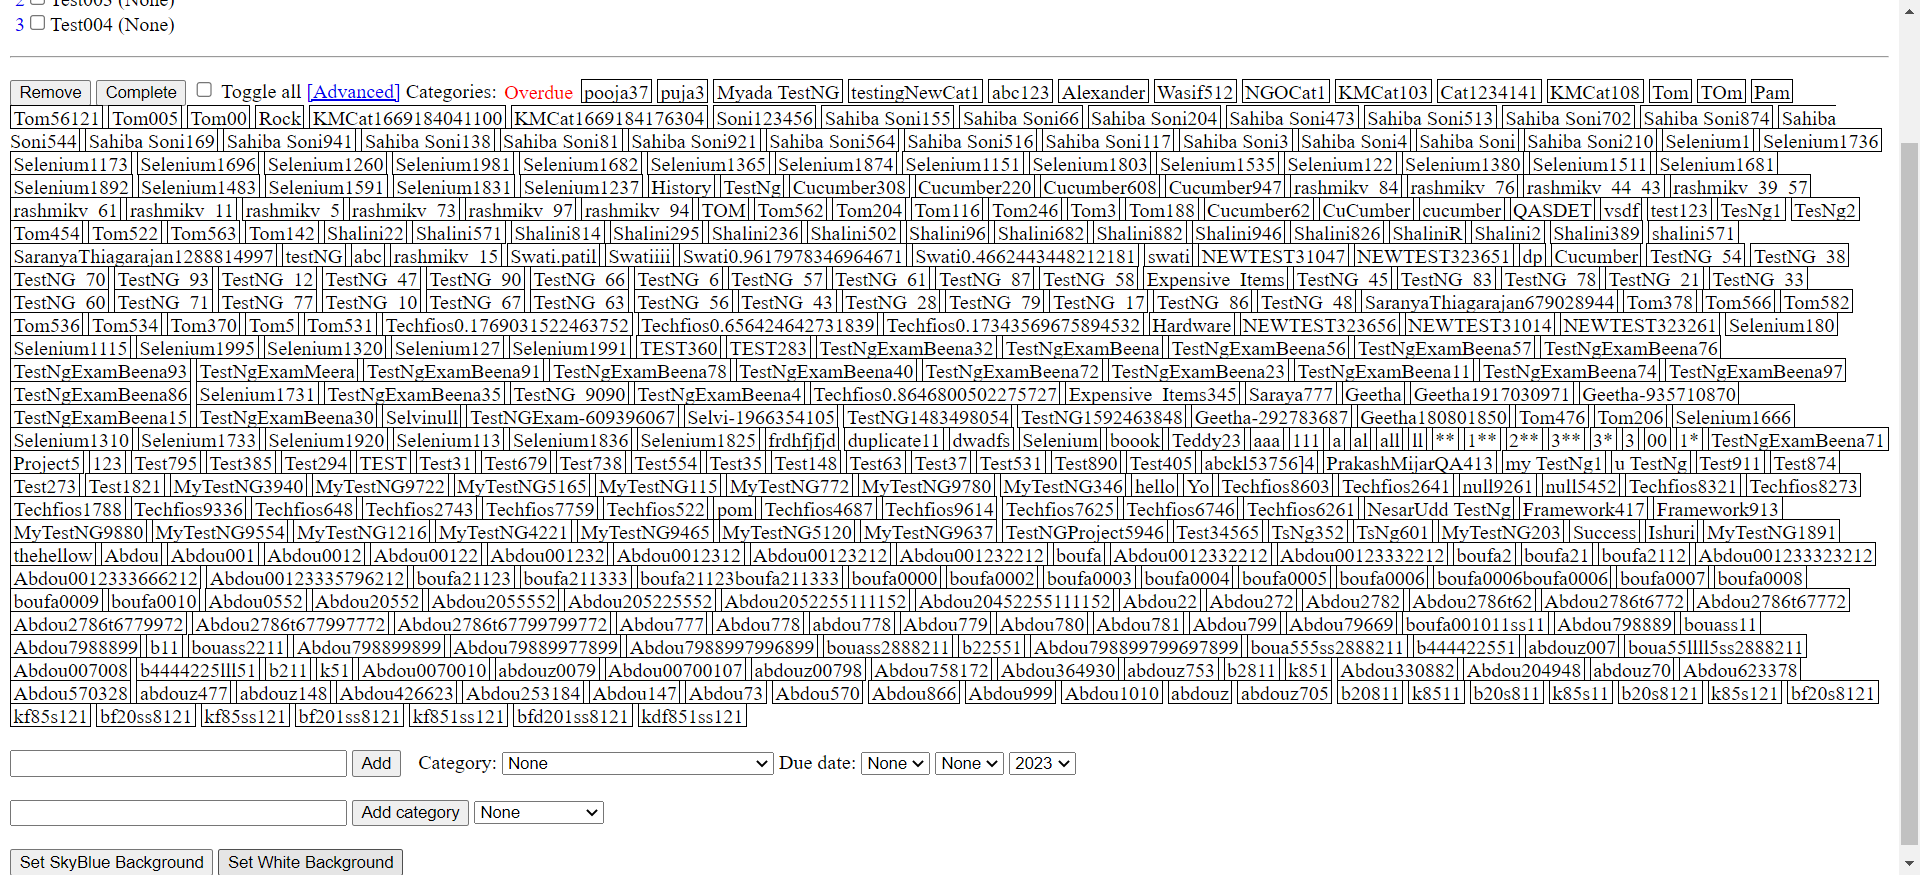 2 Test003 (None)
3 Test004 (None)
Remove Complete Toggle all [Advanced] Categories: Overdue pooja37 puja3 Myada TestNG testingNewCat1 abc123 Alexander Wasif512 NGOCat1 KMCat103 Cat1234141 KMCat108 Tom TOm Pam
Tom56121 Tom005 Tom00 Rock KMCat1669184041100 KMCat1669184176304 Soni123456 Sahiba Soni155 Sahiba Soni66 Sahiba Soni204 Sahiba Soni473 Sahiba Soni513 Sahiba Soni702 Sahiba Soni874 Sahiba
Soni544 Sahiba Soni169 Sahiba Soni941 Sahiba Soni138 Sahiba Soni81 Sahiba Soni921 Sahiba Soni564 Sahiba Soni516 Sahiba Soni117 Sahiba Soni3 Sahiba Soni4 Sahiba Soni Sahiba Soni210 Selenium1 Selenium1736
Selenium1173 Selenium1696 Selenium1260 Selenium1981 Selenium1682 Selenium1365 Selenium1874 Selenium1151 Selenium1803 Selenium1535 Selenium122 Selenium1380 Selenium1511 Selenium1681
Selenium1892 Selenium1483 Selenium1591 Selenium1831 Selenium1237 History TestNg Cucumber308 Cucumber220 Cucumber608 Cucumber947 rashmikv_84 rashmikv_76 rashmikv_44_43 rashmikv_39_57
rashmikv_61 rashmikv_11 rashmikv_5 rashmikv_73 rashmikv_97 rashmikv_94 TOM Tom562 Tom204 Tom116 Tom246 Tom3 Tom188 Cucumber62 CuCumber cucumber QASDET vsdf test123 TesNg1 TesNg2
Tom454 Tom522 Tom563 Tom142 Shalini22 Shalini571 Shalini814 Shalini295 Shalini236 Shalini502 Shalini96 Shalini682 Shalini882 Shalini946 Shalini826 ShaliniR Shalini2 Shalini389 shalini571
SaranyaThiagarajan1288814997 testNG abc rashmikv_15 Swati.patil Swatiiii Swati0.9617978346964671 Swati0.4662443448212181 swati NEWTEST31047 NEWTEST323651 dp Cucumber TestNG_54 TestNG_38
TestNG_70 TestNG_93 TestNG_12 TestNG_47 TestNG_90 TestNG_66 TestNG_6 TestNG_57 TestNG_61 TestNG_87 TestNG_58 Expensive_Items TestNG_45 TestNG_83 TestNG_78 TestNG_21 TestNG_33
TestNG_60 TestNG_71 TestNG_77 TestNG_10 TestNG_67 TestNG_63 TestNG_56 TestNG_43 TestNG_28 TestNG_79 TestNG_17 TestNG_86 TestNG_48 SaranyaThiagarajan679028944 Tom378 Tom566 Tom582
Tom536 Tom534 Tom370 Tom5 Tom531 Techfios0.1769031522463752 Techfios0.656424642731839 Techfios0.17343569675894532 Hardware NEWTEST323656 NEWTEST31014 NEWTEST323261 Selenium180
Selenium1115 Selenium1995 Selenium1320 Selenium127 Selenium1991 TEST360 TEST283 TestNgExamBeena32 TestNgExamBeena TestNgExamBeena56 TestNgExamBeena57 TestNgExamBeena76
TestNgExamBeena93 TestNgExamMeera TestNgExamBeena91 TestNgExamBeena78 TestNgExamBeena40 TestNgExamBeena72 TestNgExamBeena23 TestNgExamBeena11 TestNgExamBeena74 TestNgExamBeena97
TestNgExamBeena86 Selenium1731 TestNgExamBeena35 TestNG_9090 TestNgExamBeena4 Techfios0.8646800502275727 Expensive_Items345 Saraya777 Geetha Geetha1917030971 Geetha-935710870
TestNgExamBeena15 TestNgExamBeena30 Selvinull TestNGExam-609396067 Selvi-1966354105 TestNG1483498054 TestNG1592463848 Geetha-292783687 Geetha180801850 Tom476 Tom206 Selenium1666
Selenium1310 Selenium1733 Selenium1920 Selenium113 Selenium1836 Selenium1825 frdhfjfjd duplicate11 dwadfs Selenium boook Teddy23 aaa 111 a al all ll ** 1** 2** 3** 3* 3 00 1* TestNgExamBeena71
Project5 123 Test795 Test385 Test294 TEST Test31 Test679 Test738 Test554 Test35 Test148 Test63 Test37 Test531 Test890 Test405 abckl53756]4 PrakashMijarQA413 my TestNg1 u TestNg Test911 Test874
Test273 Test1821 MyTestNG3940 MyTestNG9722 MyTestNG5165 MyTestNG115 MyTestNG772 MyTestNG9780 MyTestNG346 hello Yo Techfios8603 Techfios2641 null9261 null5452 Techfios8321 Techfios8273
Techfios1788 Techfios9336 Techfios648 Techfios2743 Techfios7759 Techfios522 pom Techfios4687 Techfios9614 Techfios7625 Techfios6746 Techfios6261 NesarUdd TestNg Framework417 Framework913
MyTestNG9880 MyTestNG9554 MyTestNG1216 MyTestNG4221 MyTestNG9465 MyTestNG5120 MyTestNG9637 TestNGProject5946 Test34565 TsNg352 TsNg601 MyTestNG203 Success Ishuri MyTestNG1891
thehellow Abdou Abdou001 Abdou0012 Abdou00122 Abdou001232 Abdou0012312 Abdou00123212 Abdou001232212 boufa Abdou0012332212 Abdou00123332212 boufa2 boufa21 boufa2112 Abdou001233323212
Abdou0012333666212 Abdou00123335796212 boufa21123 boufa211333 boufa21123boufa211333 boufa0000 boufa0002 boufa0003 boufa0004 boufa0005 boufa0006 boufa0006boufa0006 boufa0007 boufa0008
boufa0009 boufa0010 Abdou0552 Abdou20552 Abdou2055552 Abdou205225552 Abdou2052255111152 Abdou20452255111152 Abdou22 Abdou272 Abdou2782 Abdou2786t62 Abdou2786t6772 Abdou2786t67772
Abdou2786t6779972 Abdou2786t677997772 Abdou2786t67799799772 Abdou777 Abdou778 abdou778 Abdou779 Abdou780 Abdou781 Abdou799 Abdou79669 boufa001011ss11 Abdou798889 bouass11
Abdou7988899 b11 bouass2211 Abdou798899899 Abdou79889977899 Abdou7988997996899 bouass2888211 b22551 Abdou798899799697899 boua555ss2888211 b444422551 abdouz007 boua55llll5ss2888211
Abdou007008 b4444225lll51 b211 k51 Abdou0070010 abdouz0079 Abdou00700107 abdouz00798 Abdou758172 Abdou364930 abdouz753 b2811 k851 Abdou330882 Abdou204948 abdouz70 Abdou623378
Abdou570328 abdouz477 abdouz148 Abdou426623 Abdou253184 Abdou147 Abdou73 Abdou570 Abdou866 Abdou999 Abdou1010 abdouz abdouz705 b20811 k8511 b20s811 k85s11 b20s8121 k85s121 bf20s8121
kf85s121 bf20ss8121 kf85ss121 bf201ss8121 kf851ss121 bfd201ss8121 kdf851ss121
Add Category: None Due date: None None 2023
Add category None
Set SkyBlue Background Set White Background